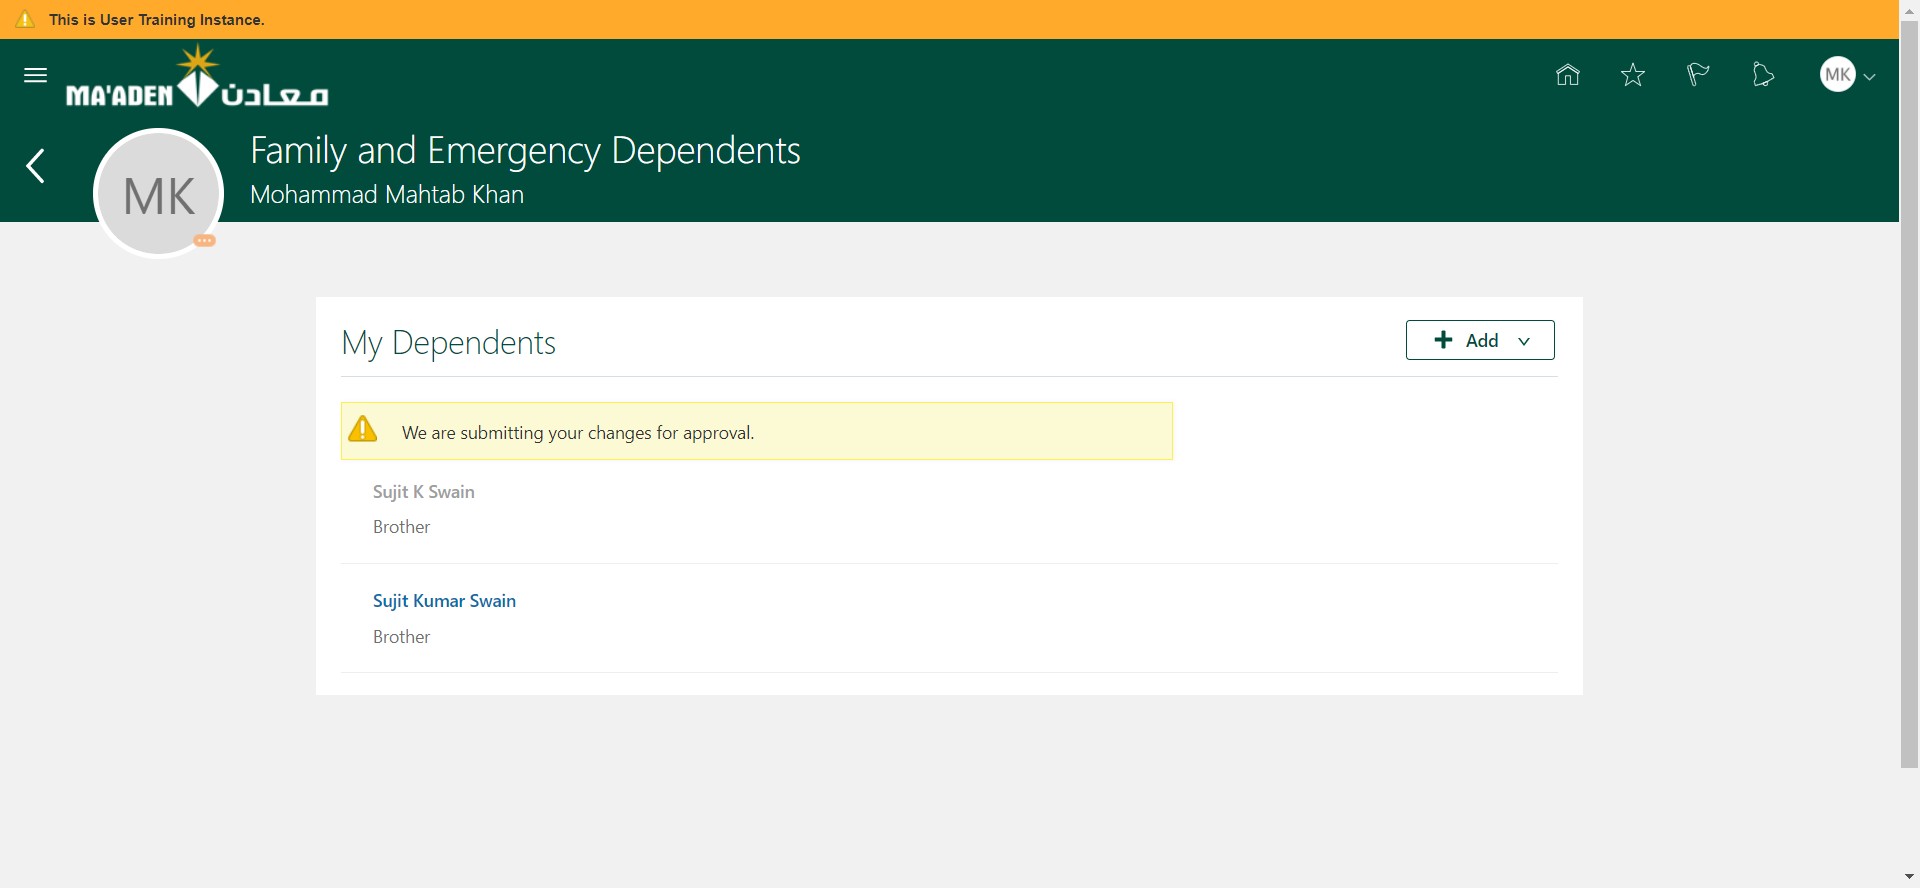 This is User Training Instance.
MA'ADEN معادن
MK
Family and Emergency Dependents
MK
Mohammad Mahtab Khan
My Dependents
Add
We are submitting your changes for approval.
Sujit K Swain
Brother
Sujit Kumar Swain
Brother